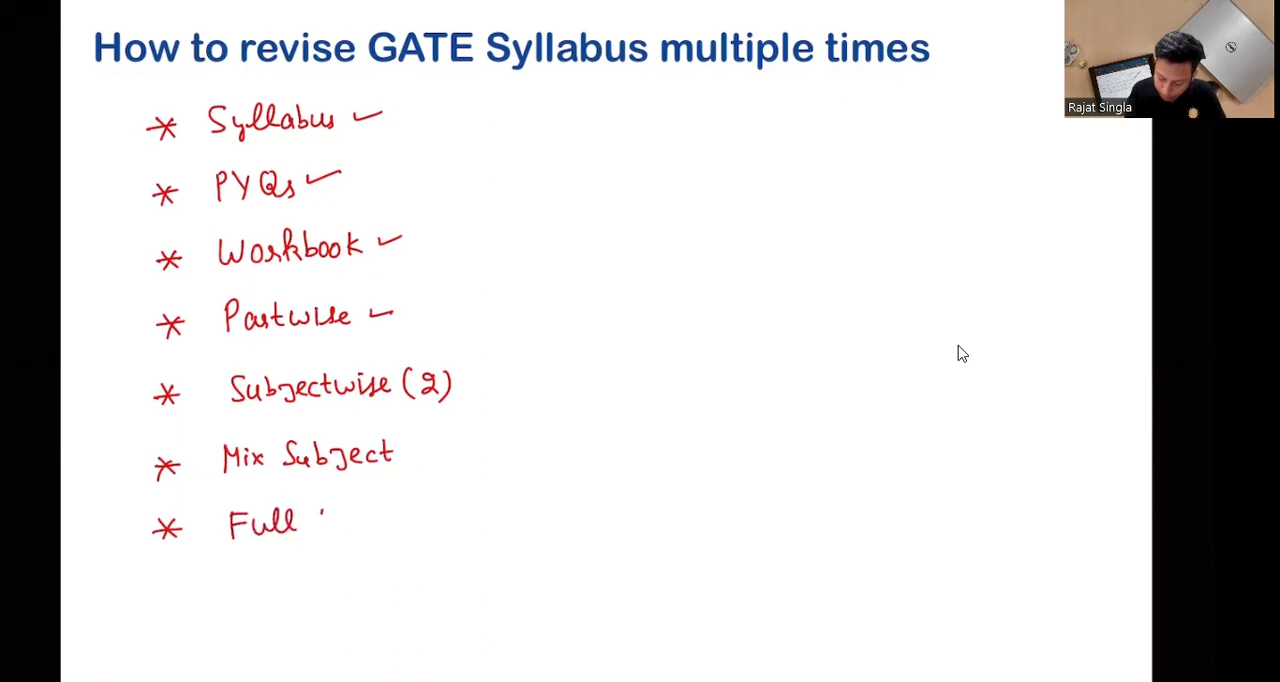 How to revise GATE Syllabus multiple times
Rajat Singla
* Syllabus ✓
* PYQs ✓
* Workbook ✓
* Partwise ✓
* Subjectwise (2)
* Mix Subject
* Full